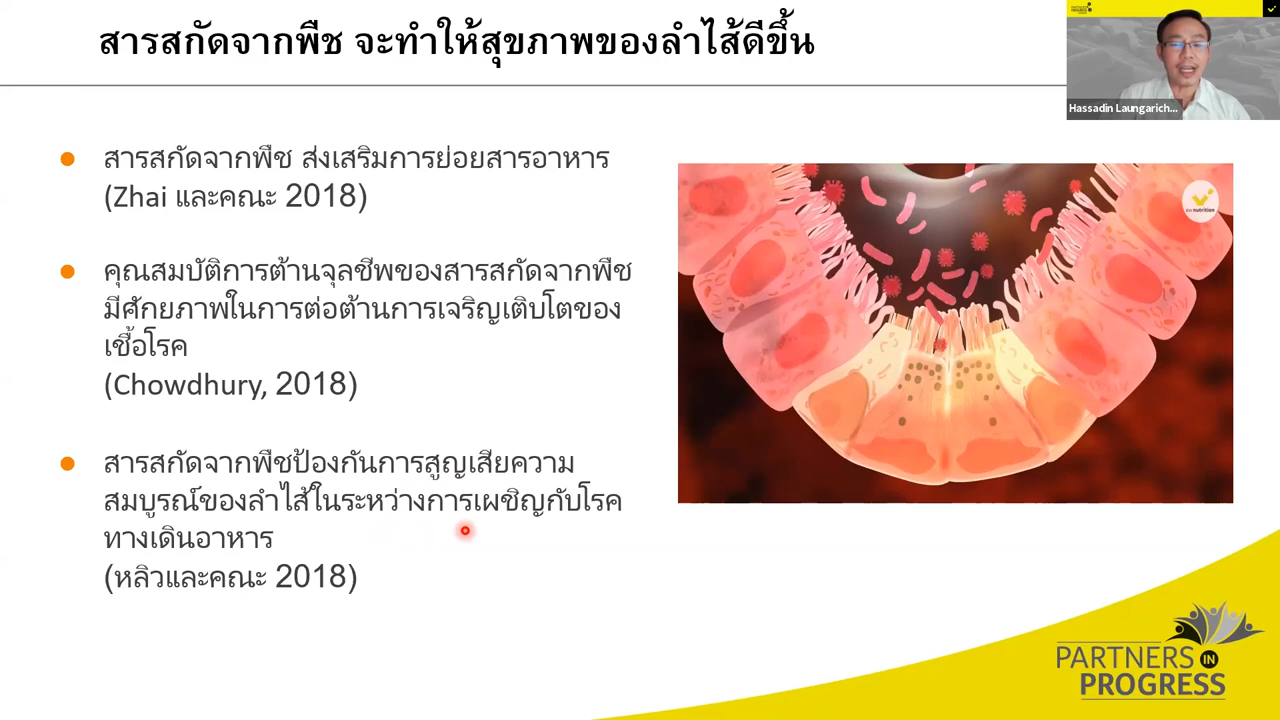 สารสกัดจากพืช จะทำให้สุขภาพของลำไส้ดีขึ้น
PARTNERS IN PROGRESS
Hassadin Laungarich...
สารสกัดจากพืช ส่งเสริมการย่อยสารอาหาร
(Zhai และคณะ 2018)
คุณสมบัติการต้านจุลชีพของสารสกัดจากพืช
มีศักยภาพในการต่อต้านการเจริญเติบโตของ
เชื้อโรค
(Chowdhury, 2018)
สารสกัดจากพืชป้องกันการสูญเสียความ
สมบูรณ์ของลำไส้ในระหว่างการเผชิญกับโรค
ทางเดินอาหาร
(หลิวและคณะ 2018)
PARTNERS IN
PROGRESS